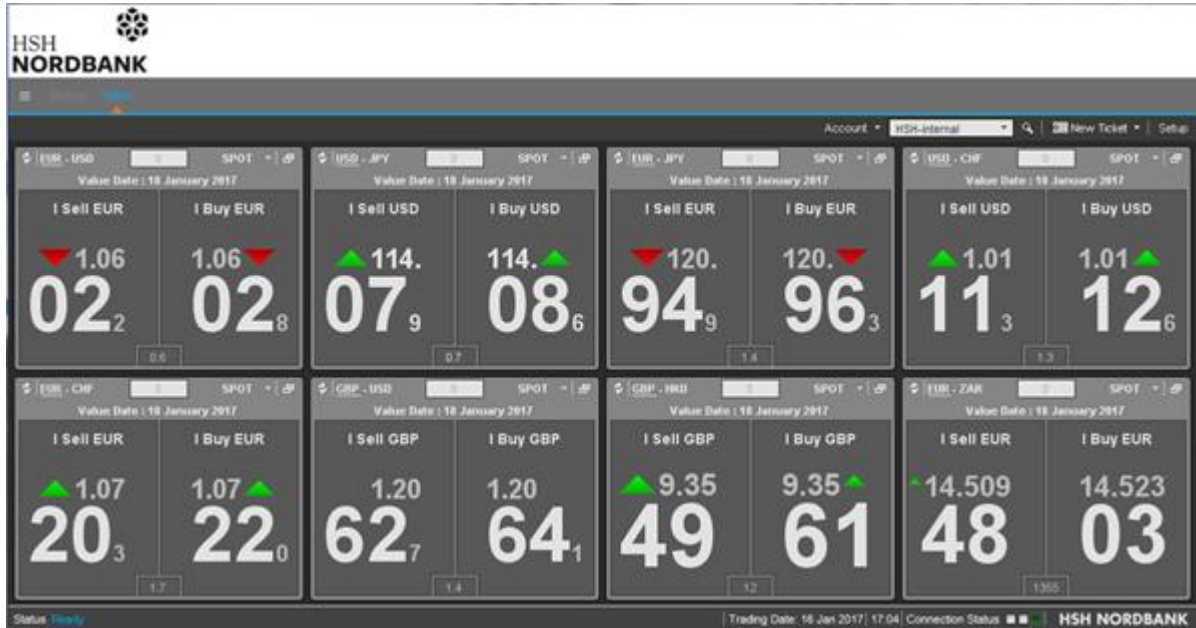 HSH
NORDBANK
Account HSH-internal New Ticket Setup
EUR - USD SPOT
Value Date : 18 January 2017
I Sell EUR I Buy EUR
1.06 1.06
02 2 02 8
0.6
USD - JPY SPOT
Value Date : 18 January 2017
I Sell USD I Buy USD
114. 114.
07 9 08 6
0.7
EUR - JPY SPOT
Value Date : 18 January 2017
I Sell EUR I Buy EUR
120. 120.
94 9 96 3
1.4
USD - CHF SPOT
Value Date : 18 January 2017
I Sell USD I Buy USD
1.01 1.01
11 3 12 6
1.3
EUR - CHF SPOT
Value Date : 18 January 2017
I Sell EUR I Buy EUR
1.07 1.07
20 3 22 0
1.7
GBP - USD SPOT
Value Date : 18 January 2017
I Sell GBP I Buy GBP
1.20 1.20
62 7 64 1
1.4
GBP - HKD SPOT
Value Date : 18 January 2017
I Sell GBP I Buy GBP
9.35 9.35
49 61
12
EUR - ZAR SPOT
Value Date : 18 January 2017
I Sell EUR I Buy EUR
14.509 14.523
48 03
1355
Status Ready Trading Date: 16 Jan 2017 17:04 Connection Status HSH NORDBANK